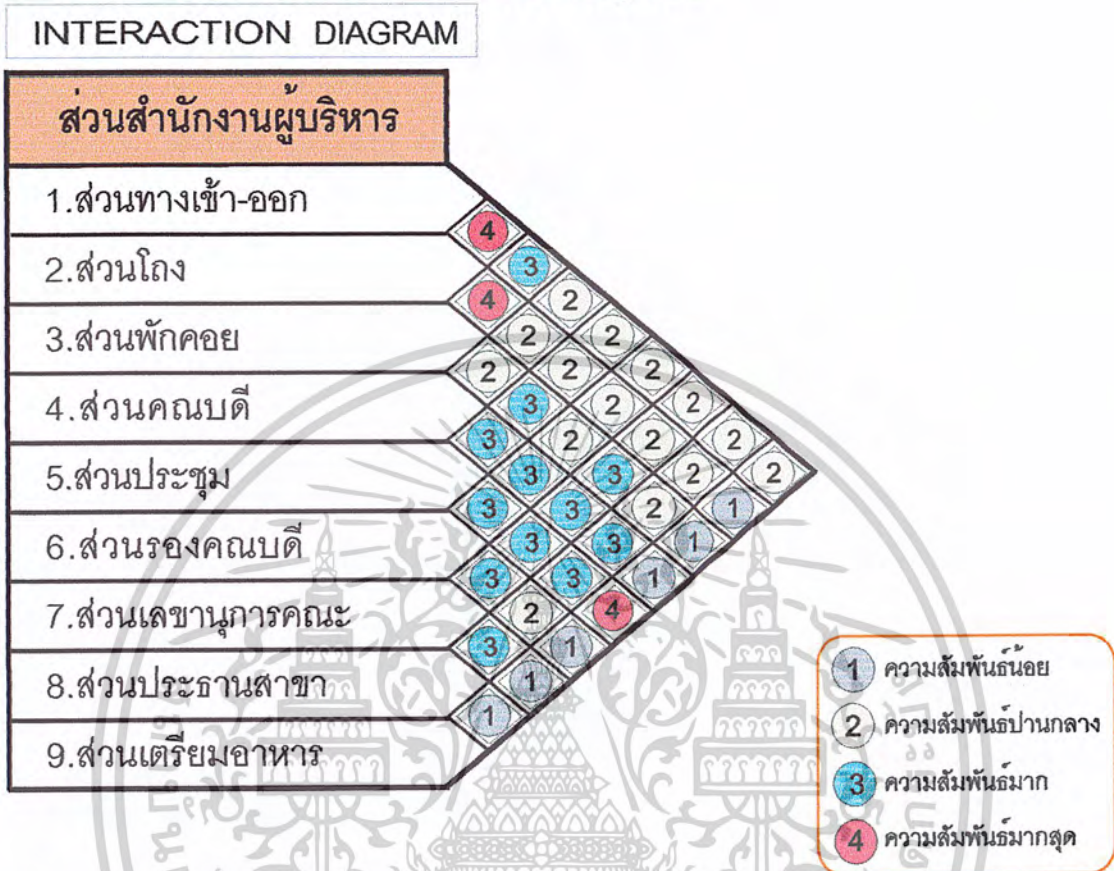 INTERACTION DIAGRAM
ส่วนสำนักงานผู้บริหาร
1.ส่วนทางเข้า-ออก
4
2.ส่วนโถง
3
4
2
3.ส่วนพักคอย
2 2
2 2 2
4.ส่วนคณบดี
3 2 2
3 2 2 2
5.ส่วนประชุม
3 3 2 2
3 3 2 1
6.ส่วนรองคณบดี
3 3 1
3 3 1
7.ส่วนเลขานุการคณะ
2 4
3 1
8.ส่วนประธานสาขา
1
1
9.ส่วนเตรียมอาหาร
1 ความสัมพันธ์น้อย
2 ความสัมพันธ์ปานกลาง
3 ความสัมพันธ์มาก
4 ความสัมพันธ์มากสุด